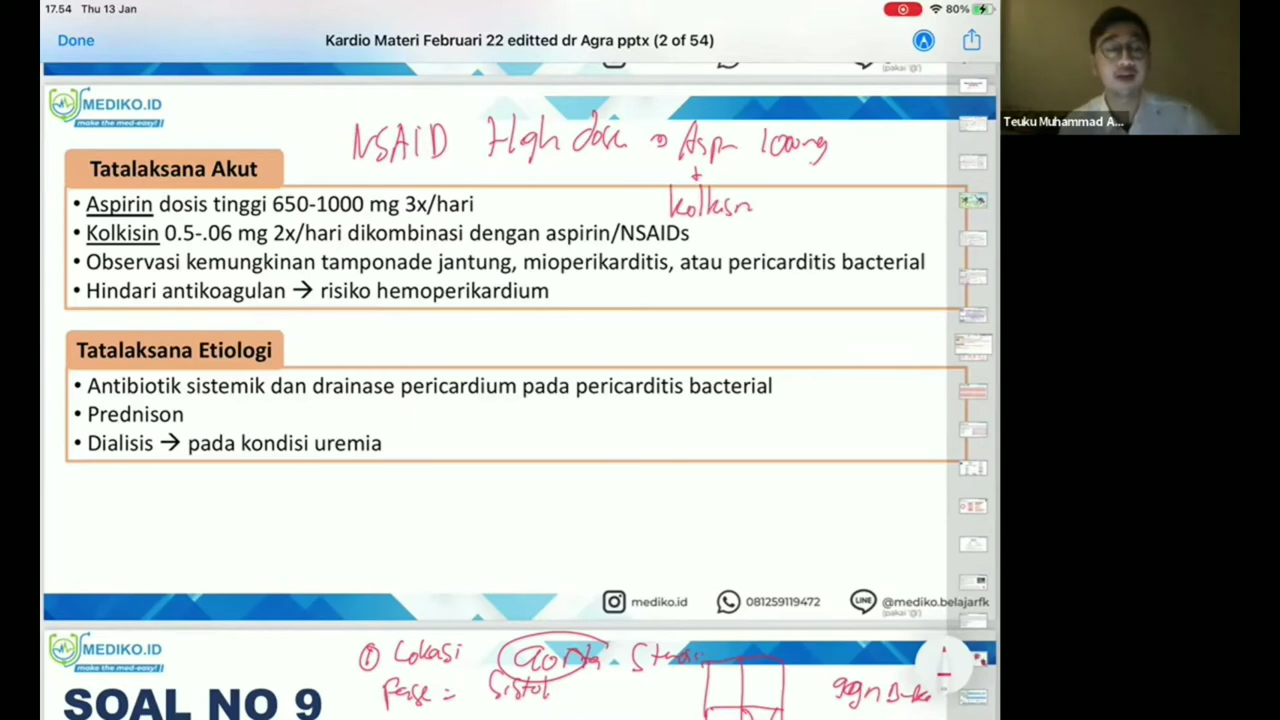 17.54 Thu 13 Jan
80%
Done
Kardio Materi Februari 22 editted dr Agra pptx (2 of 54)
(pakai '@')
MEDIKO.ID
make the med-easy!
NSAID High dose → Aspirin
+
kolkisin
Tatalaksana Akut
• Aspirin dosis tinggi 650-1000 mg 3x/hari
• Kolkisin 0.5-.06 mg 2x/hari dikombinasi dengan aspirin/NSAIDs
• Observasi kemungkinan tamponade jantung, mioperikarditis, atau pericarditis bacterial
• Hindari antikoagulan → risiko hemoperikardium
Tatalaksana Etiologi
• Antibiotik sistemik dan drainase pericardium pada pericarditis bacterial
• Prednison
• Dialisis → pada kondisi uremia
mediko.id
081259119472
LINE
@mediko.belajarfk
(pakai '@')
MEDIKO.ID
make the med-easy!
① Lokasi aorta
fase = Sistol
SOAL NO 9
Teuku Muhammad A...